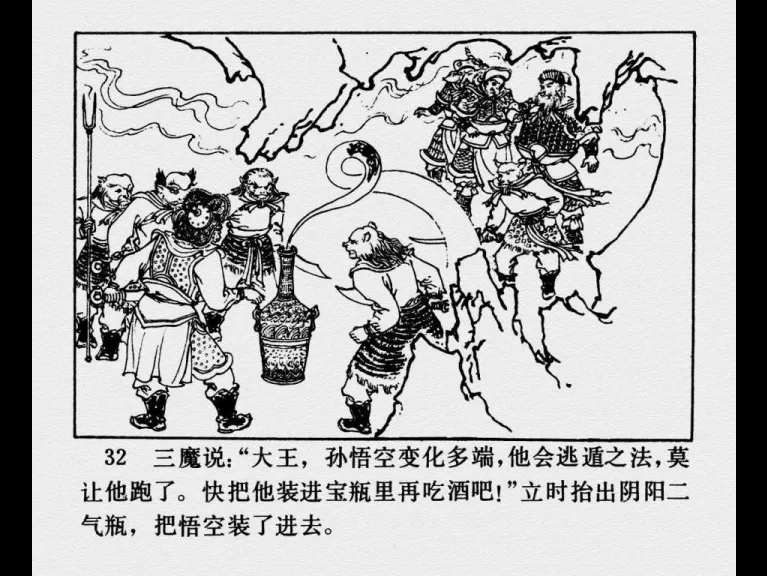 32 三魔说:“大王,孙悟空变化多端,他会逃遁之法,莫
让他跑了。快把他装进宝瓶里再吃酒吧!”立时抬出阴阳二
气瓶,把悟空装了进去。